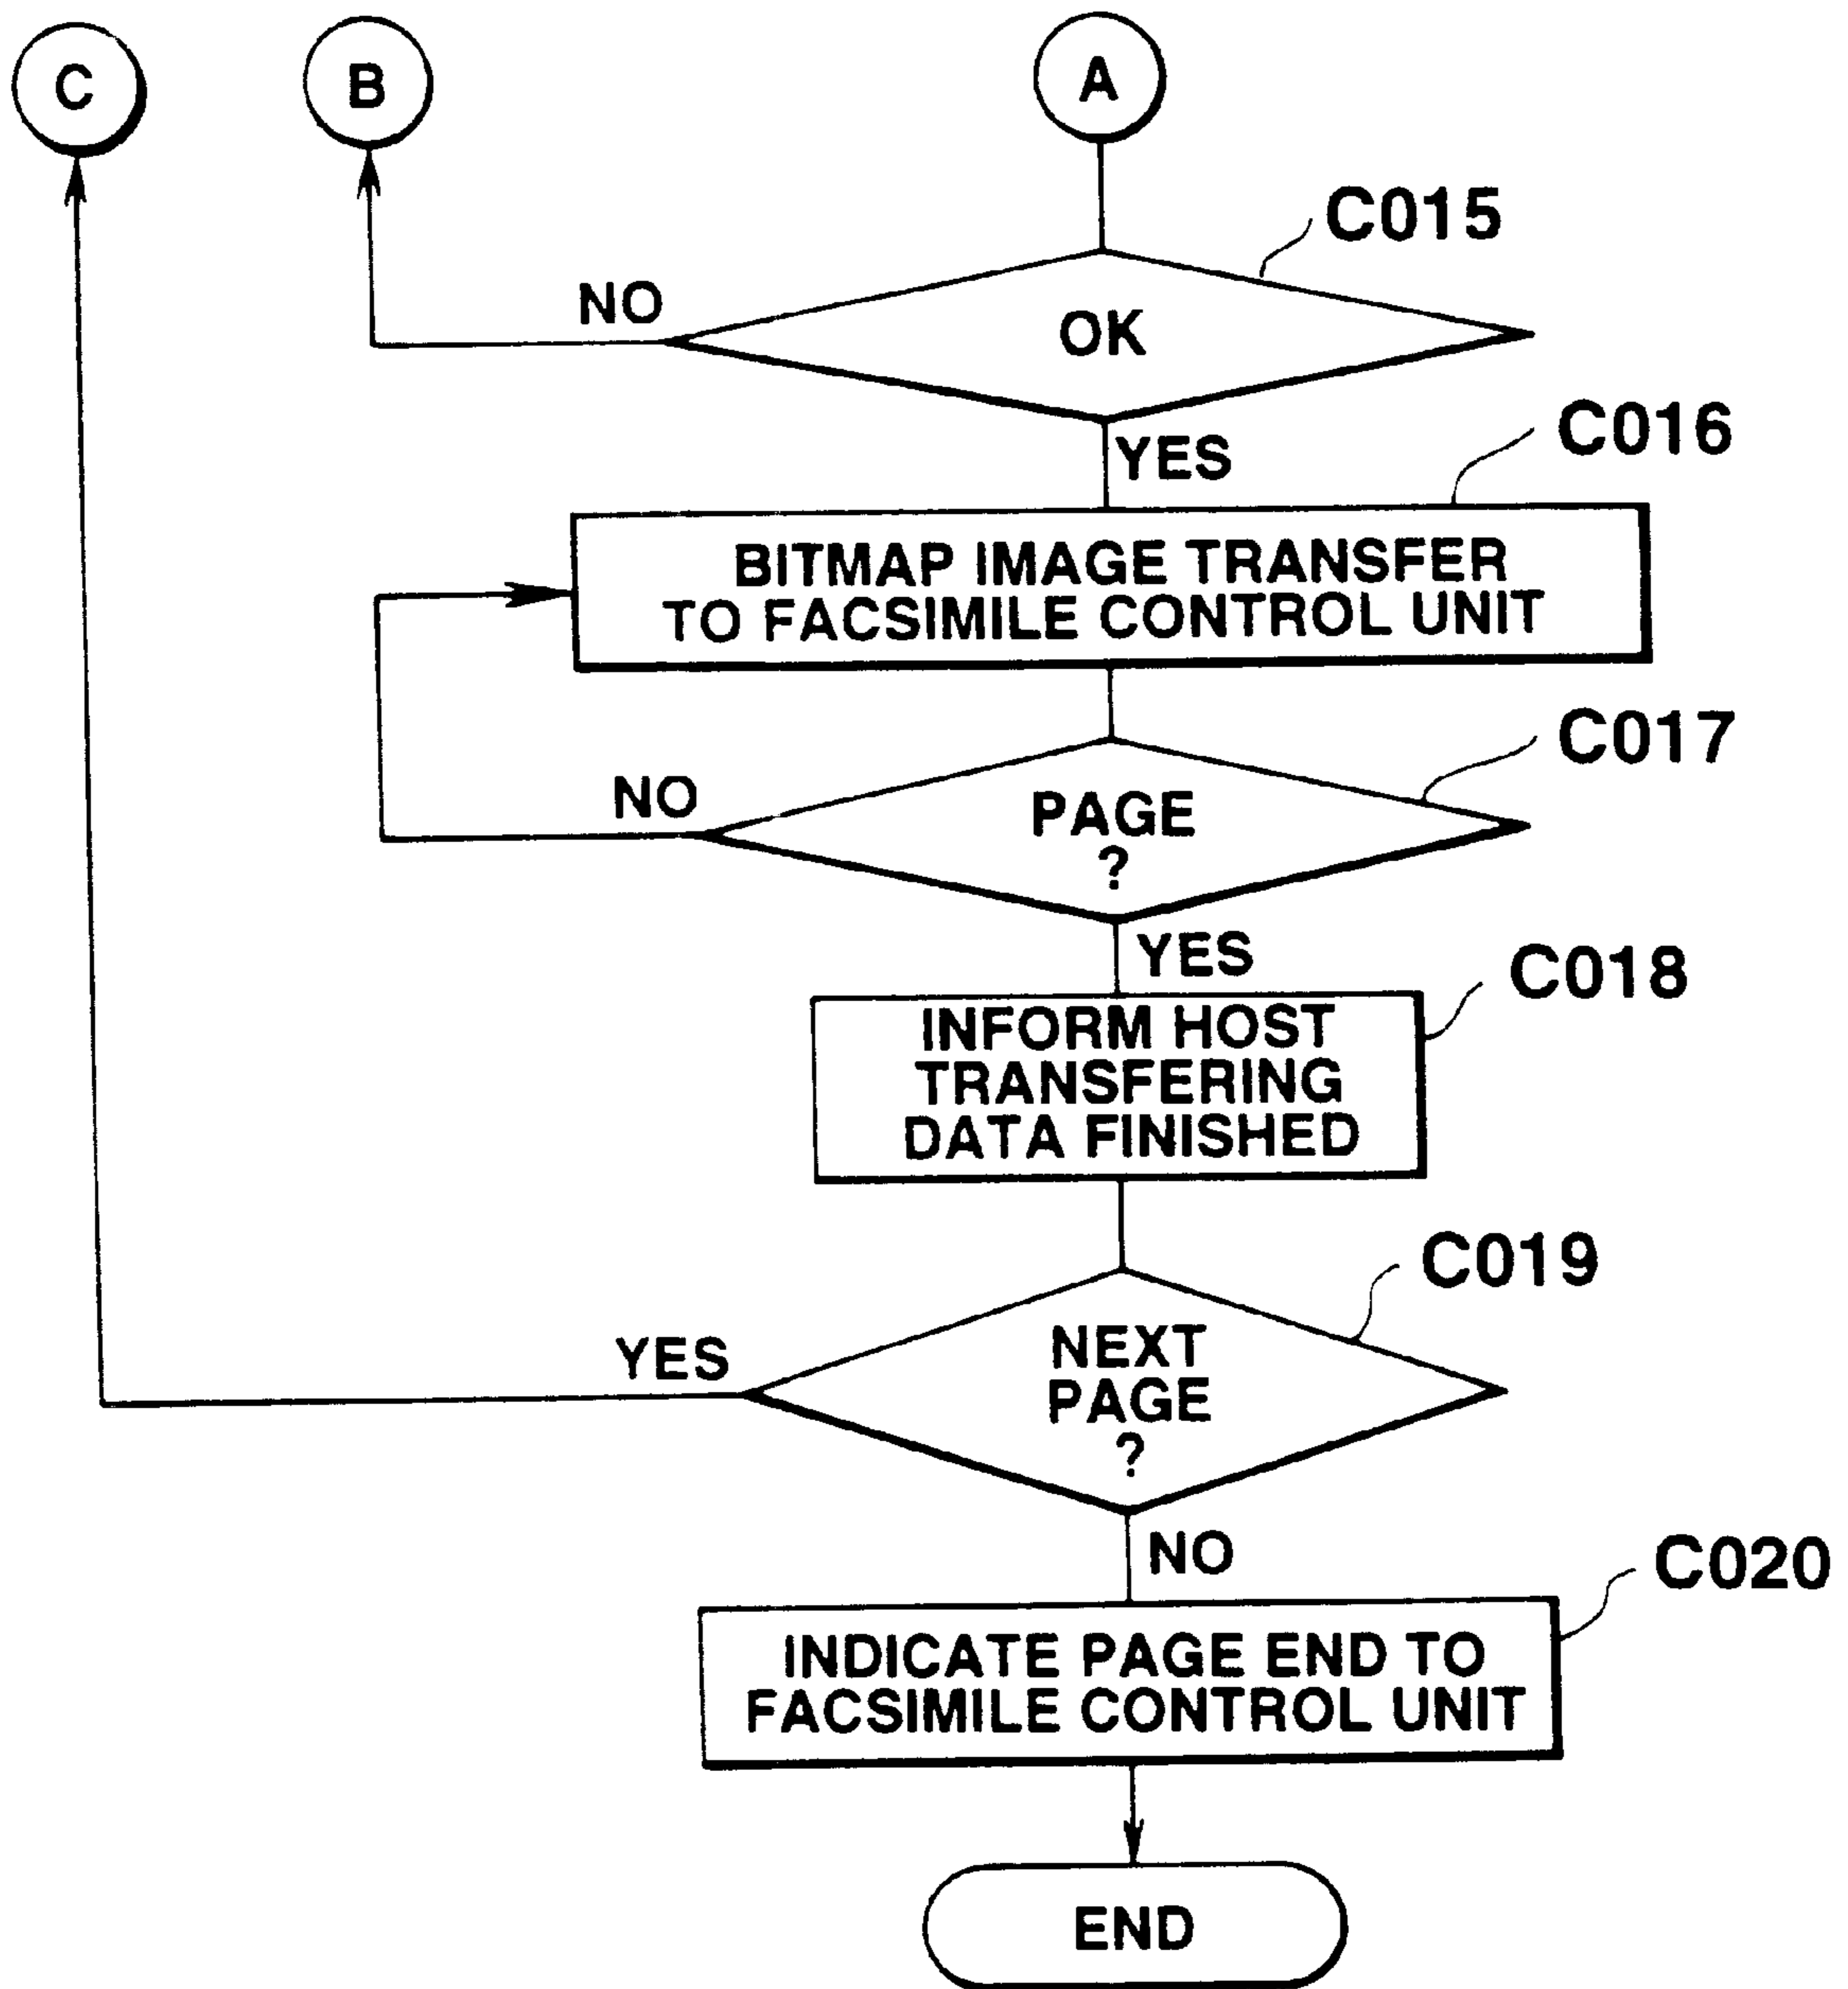 C
B
A
C015
NO
OK
YES
C016
BITMAP IMAGE TRANSFER
TO FACSIMILE CONTROL UNIT
C017
NO
PAGE
?
YES
C018
INFORM HOST
TRANSFERING
DATA FINISHED
C019
YES
NEXT
PAGE
?
NO
C020
INDICATE PAGE END TO
FACSIMILE CONTROL UNIT
END